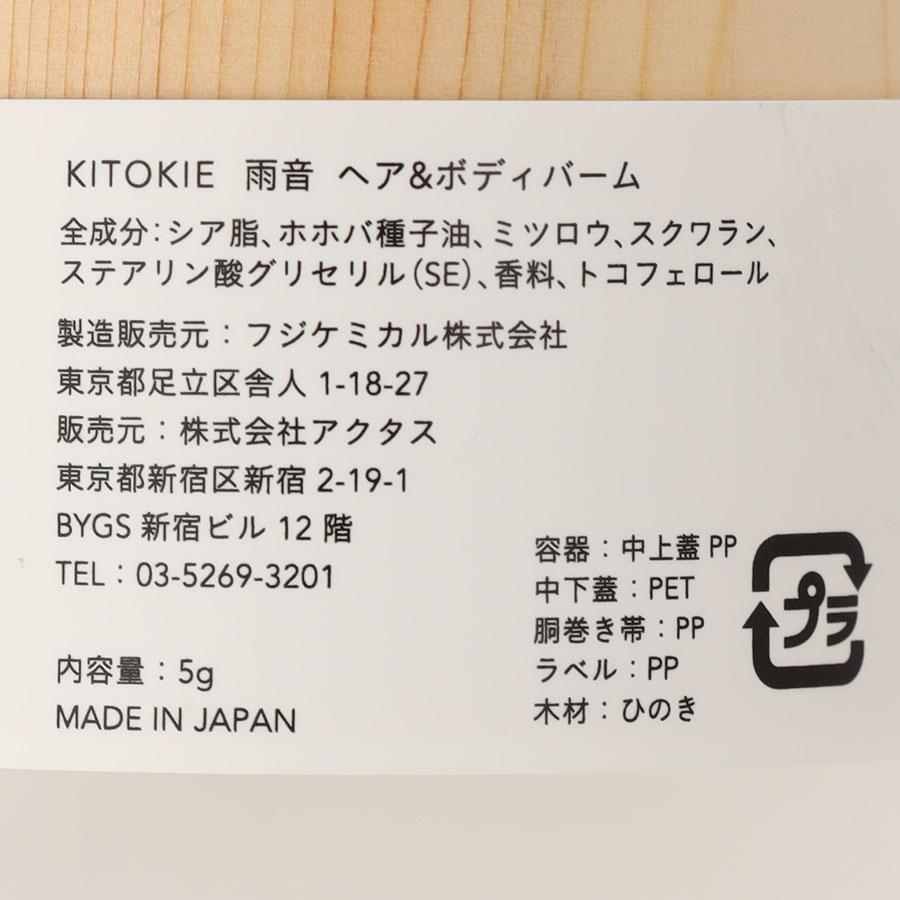 KITOKIE 雨音 ヘア&ボディバーム
全成分:シア脂、ホホバ種子油、ミツロウ、スクワラン、
ステアリン酸グリセリル(SE)、香料、トコフェロール
製造販売元：フジケミカル株式会社
東京都足立区舎人 1-18-27
販売元：株式会社アクタス
東京都新宿区新宿 2-19-1
BYGS 新宿ビル 12 階
TEL：03-5269-3201
内容量：5g
MADE IN JAPAN
容器：中上蓋 PP
中下蓋：PET
胴巻き帯：PP
ラベル：PP
木材：ひのき
プラ